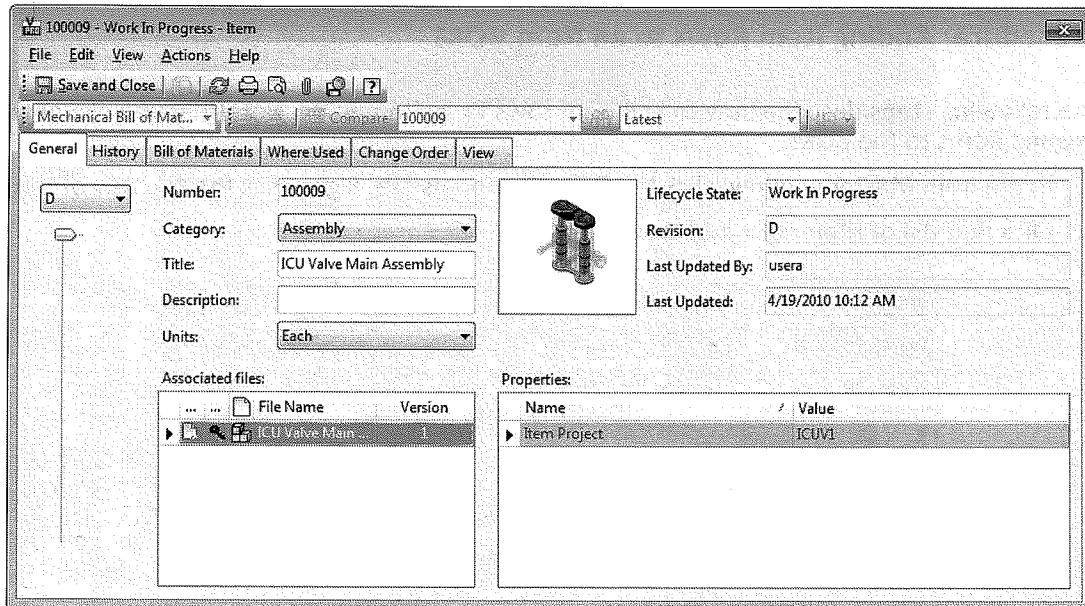 100009 - Work In Progress - Item
File Edit View Actions Help
Save and Close
Mechanical Bill of Mat... Compare 100009 Latest
General History Bill of Materials Where Used Change Order View
D
Number: 100009
Category: Assembly
Title: ICU Valve Main Assembly
Description:
Units: Each
Lifecycle State: Work In Progress
Revision: D
Last Updated By: usera
Last Updated: 4/19/2010 10:12 AM
Associated files:
... ... File Name Version
ICU Valve Main ... 1
Properties:
Name / Value
Item Project ICUV1